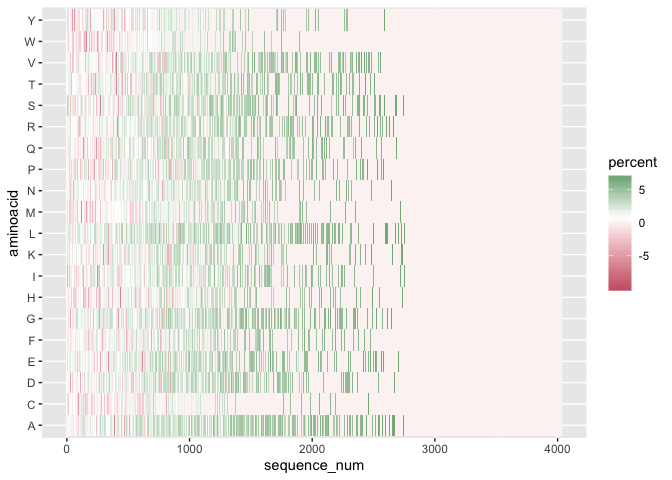 Y
W
V
T
S
R
Q
P
N
M
L
K
I
H
G
F
E
D
C
A
aminoacid
0 1000 2000 3000 4000
sequence_num
percent
5
0
-5